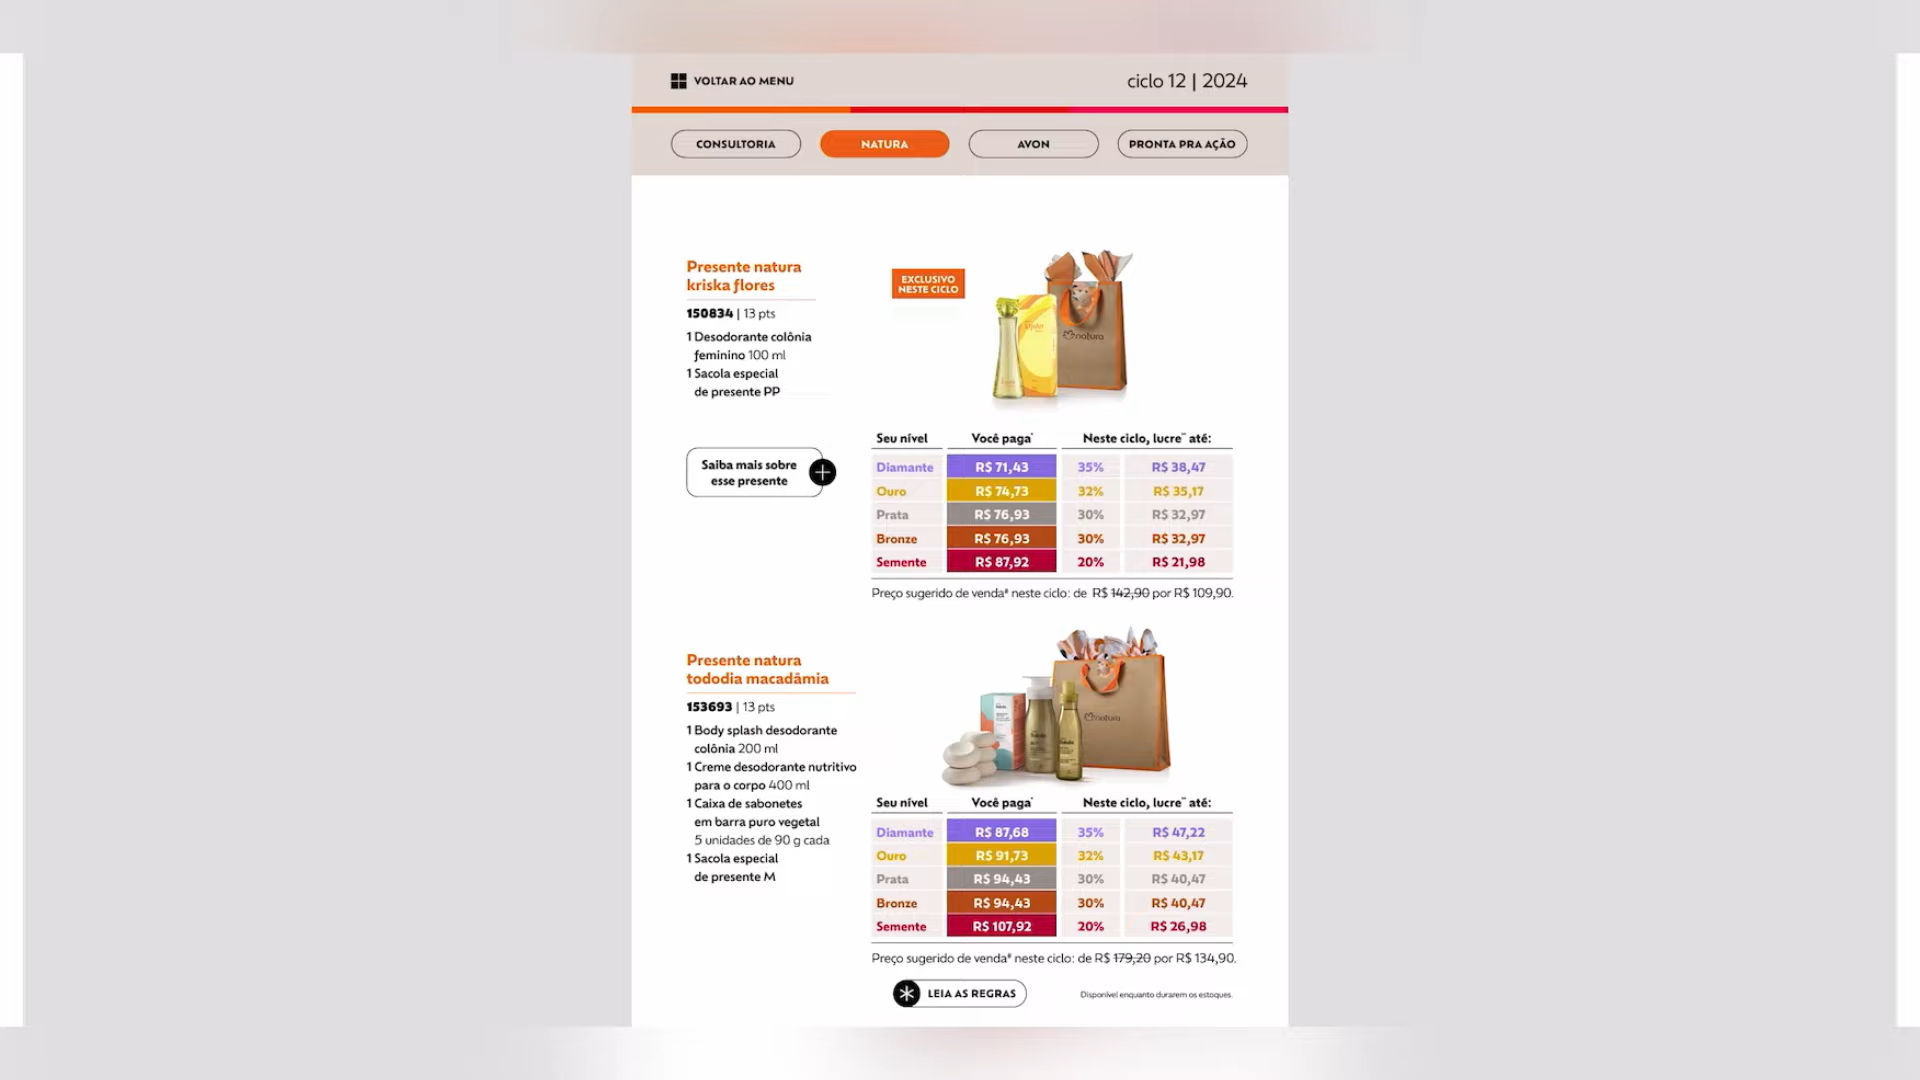 VOLTAR AO MENU
ciclo 12 | 2024
CONSULTORIA
NATURA
AVON
PRONTA PRA AÇÃO
Presente natura
kriska flores
150834 | 13 pts
1 Desodorante colônia
feminino 100 ml
1 Sacola especial
de presente PP
EXCLUSIVO
NESTE CICLO
natura
Saiba mais sobre
esse presente
Seu nível Você paga* Neste ciclo, lucre** até:
Diamante R$ 71,43 35% R$ 38,47
Ouro R$ 74,73 32% R$ 35,17
Prata R$ 76,93 30% R$ 32,97
Bronze R$ 76,93 30% R$ 32,97
Semente R$ 87,92 20% R$ 21,98
Preço sugerido de venda# neste ciclo: de R$ 142,90 por R$ 109,90.
Presente natura
tododia macadâmia
153693 | 13 pts
1 Body splash desodorante
colônia 200 ml
1 Creme desodorante nutritivo
para o corpo 400 ml
1 Caixa de sabonetes
em barra puro vegetal
5 unidades de 90 g cada
1 Sacola especial
de presente M
natura
Seu nível Você paga* Neste ciclo, lucre** até:
Diamante R$ 87,68 35% R$ 47,22
Ouro R$ 91,73 32% R$ 43,17
Prata R$ 94,43 30% R$ 40,47
Bronze R$ 94,43 30% R$ 40,47
Semente R$ 107,92 20% R$ 26,98
Preço sugerido de venda# neste ciclo: de R$ 179,20 por R$ 134,90.
LEIA AS REGRAS
Disponível enquanto durarem os estoques.